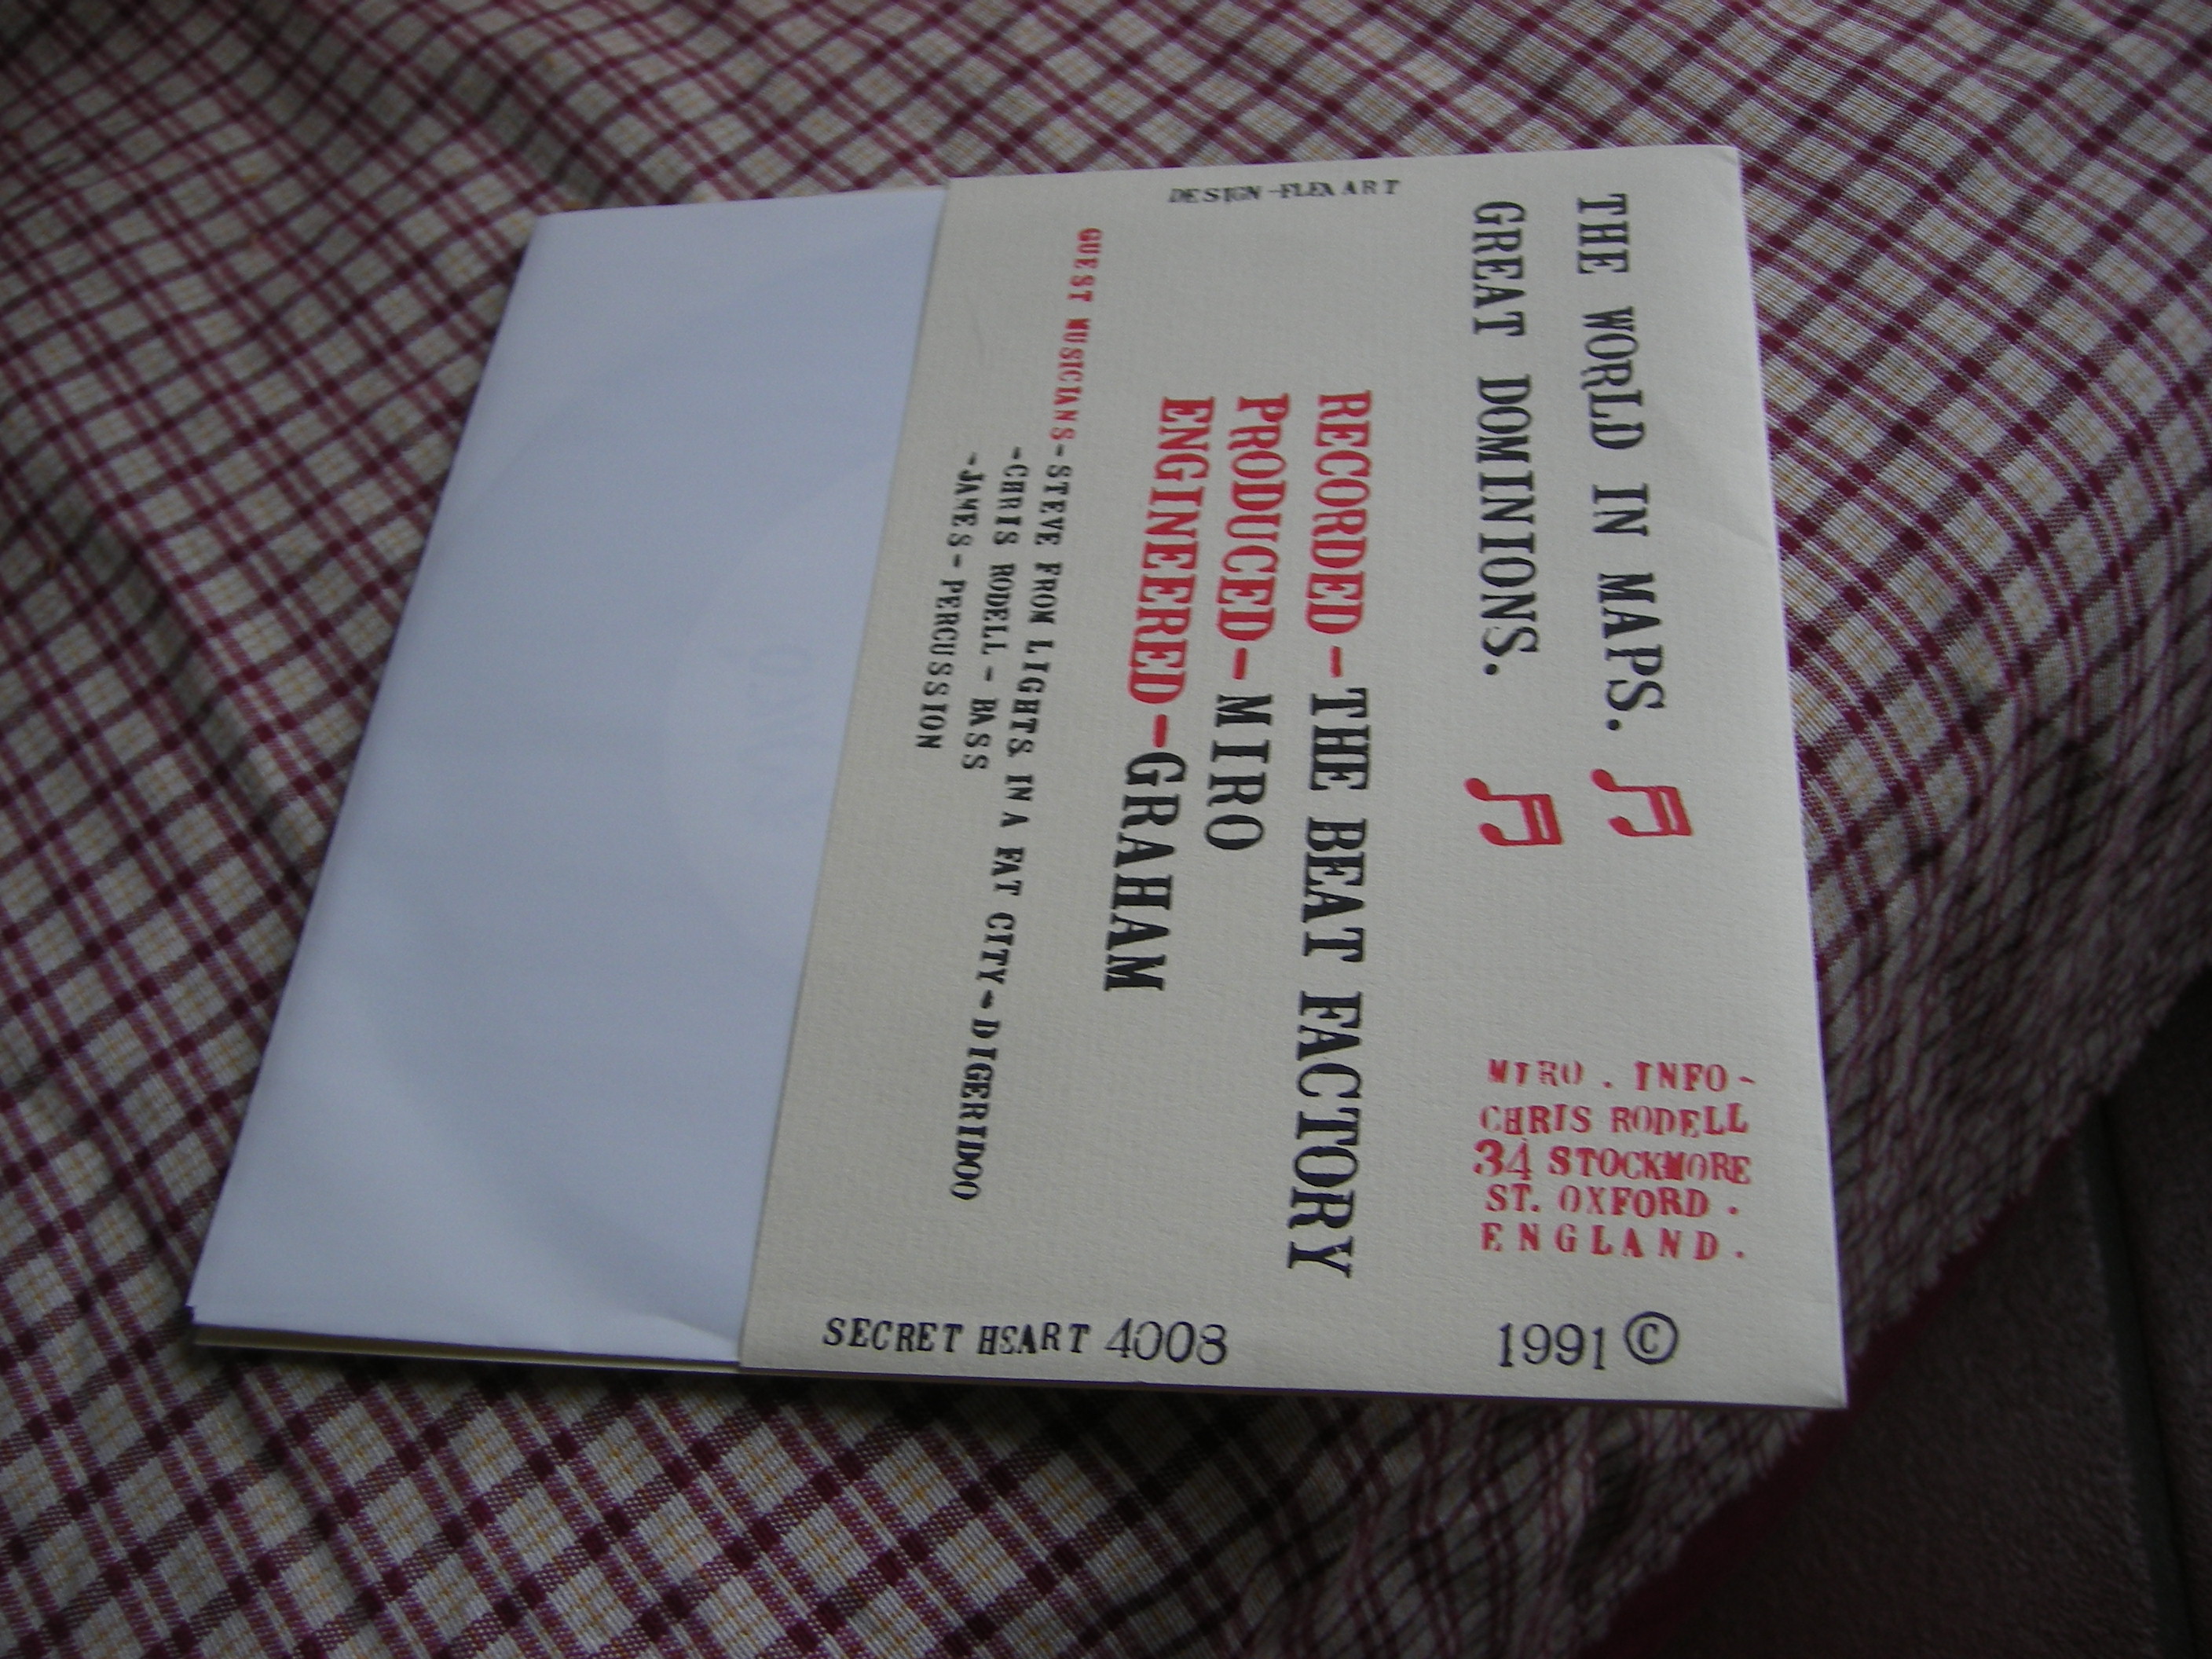 THE WORLD IN MAPS.
GREAT DOMINIONS.
RECORDED-THE BEAT FACTORY
PRODUCED-MIRO
ENGINEERED-GRAHAM
GUEST MUSICIANS-STEVE FROM LIGHTS IN A FAT CITY-DIGERIDOO
-CHRIS RODELL-BASS
-JAMES-PERCUSSION
DESIGN-FLEX ART
MIRO. INFO-
CHRIS RODELL
34 STOCKMORE
ST. OXFORD.
ENGLAND.
SECRET HEART 4008
1991 ©